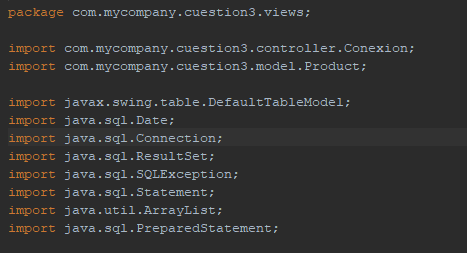 package com.mycompany.cuestion3.views;
import com.mycompany.cuestion3.controller.Conexion;
import com.mycompany.cuestion3.model.Product;
import javax.swing.table.DefaultTableModel;
import java.sql.Date;
import java.sql.Connection;
import java.sql.ResultSet;
import java.sql.SQLException;
import java.sql.Statement;
import java.util.ArrayList;
import java.sql.PreparedStatement;